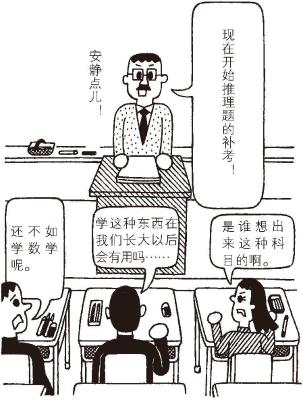 现在开始推理题的补考！
安静点儿！
还不如
学数学
呢。
学这种东西在
我们长大以后
会有用吗……
是谁想出
来这种科
目的啊。